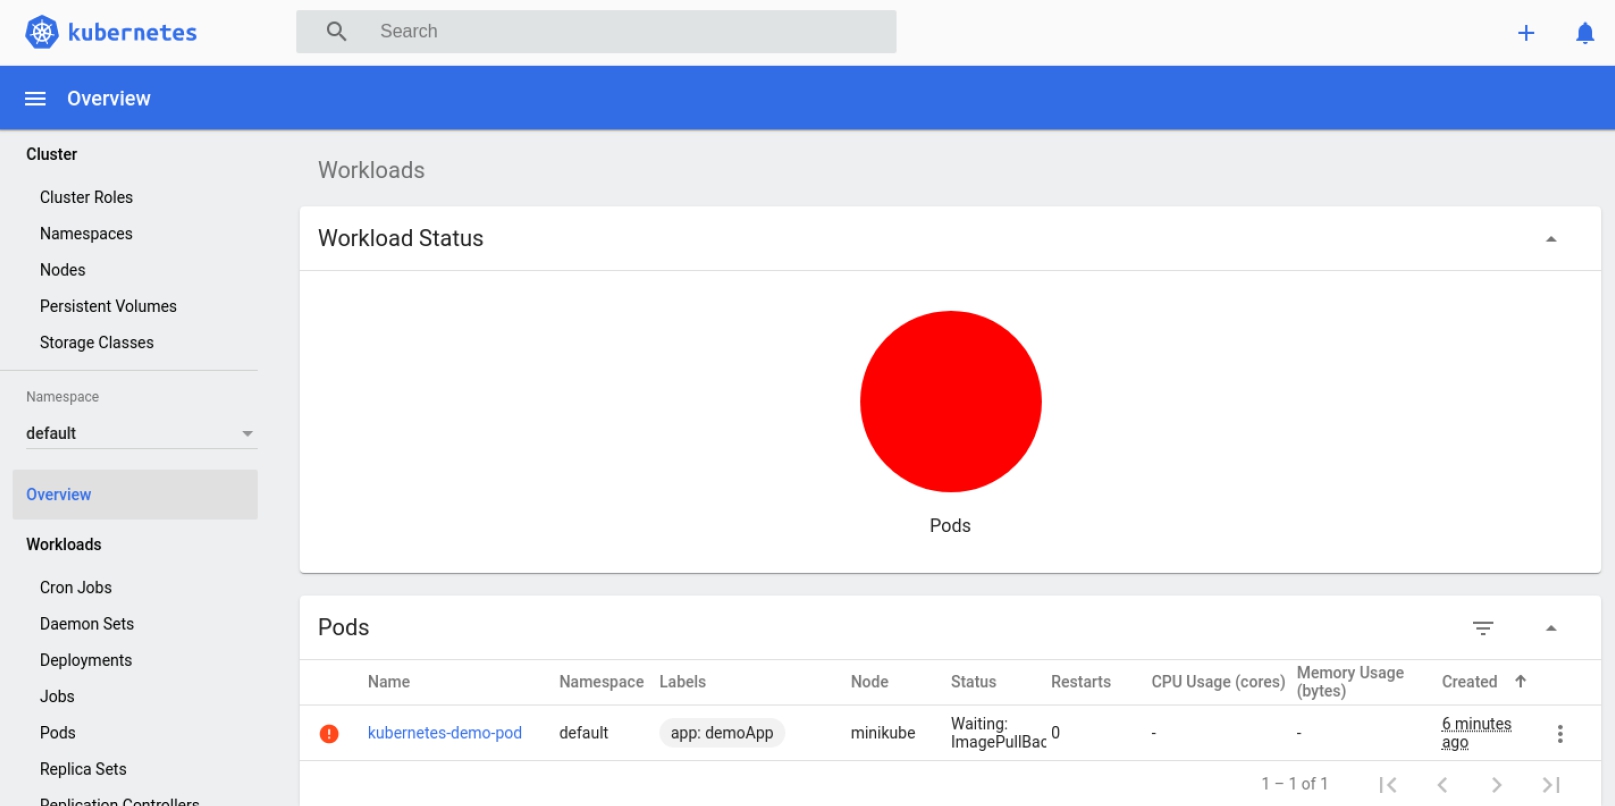 kubernetes
Search
Overview
Cluster
Cluster Roles
Namespaces
Nodes
Persistent Volumes
Storage Classes
Namespace
default
Overview
Workloads
Cron Jobs
Daemon Sets
Deployments
Jobs
Pods
Replica Sets
Replication Controllers
Workloads
Workload Status
Pods
Pods
Name Namespace Labels Node Status Restarts CPU Usage (cores) Memory Usage (bytes) Created
kubernetes-demo-pod default app: demoApp minikube Waiting: ImagePullBac 0 - - 6 minutes ago
1 – 1 of 1